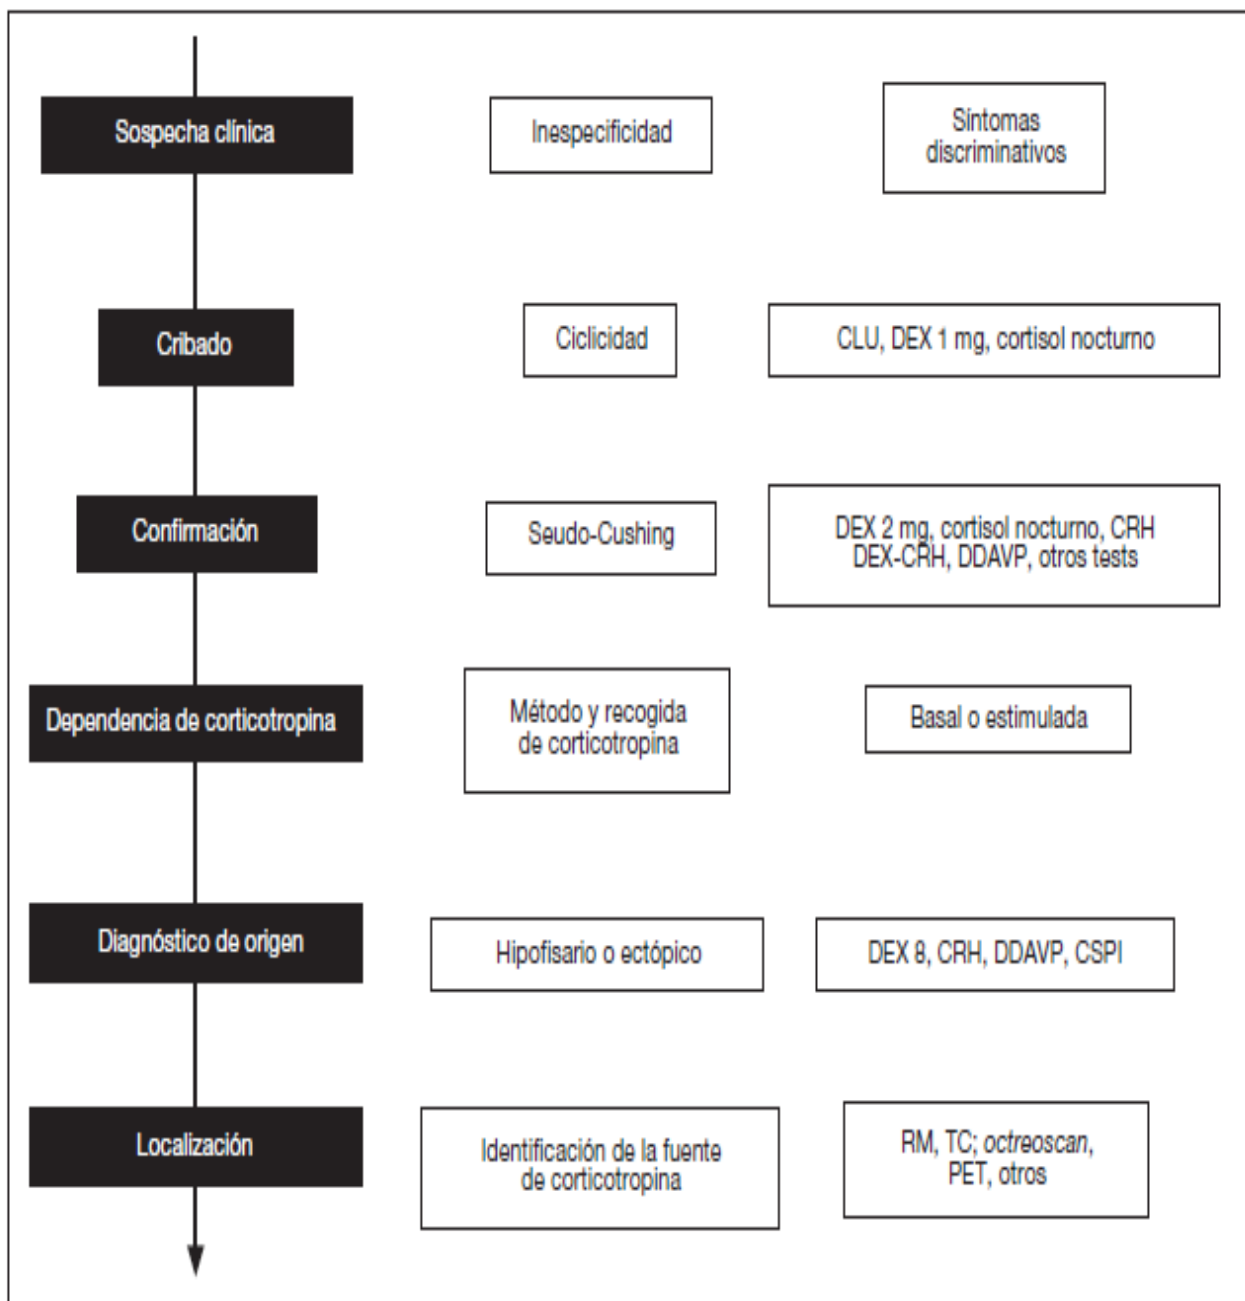 Sospecha clínica
Inespecificidad
Síntomas
discriminativos
Cribado
Ciclicidad
CLU, DEX 1 mg, cortisol nocturno
Confirmación
Seudo-Cushing
DEX 2 mg, cortisol nocturno, CRH
DEX-CRH, DDAVP, otros tests
Dependencia de corticotropina
Método y recogida
de corticotropina
Basal o estimulada
Diagnóstico de origen
Hipofisario o ectópico
DEX 8, CRH, DDAVP, CSPI
Localización
Identificación de la fuente
de corticotropina
RM, TC; octreoscan,
PET, otros